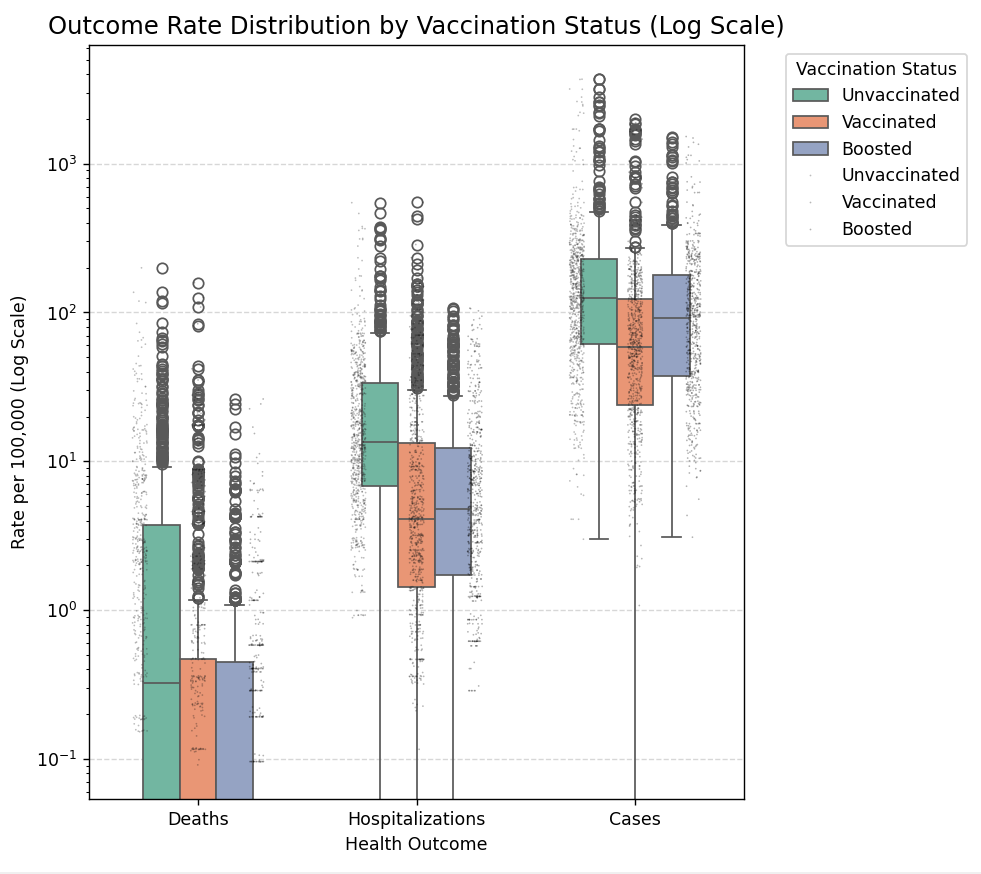 Outcome Rate Distribution by Vaccination Status (Log Scale)
Vaccination Status
Unvaccinated
Vaccinated
Boosted
Unvaccinated
Vaccinated
Boosted
Rate per 100,000 (Log Scale)
10³
10²
10¹
10⁰
10⁻¹
Deaths
Hospitalizations
Cases
Health Outcome